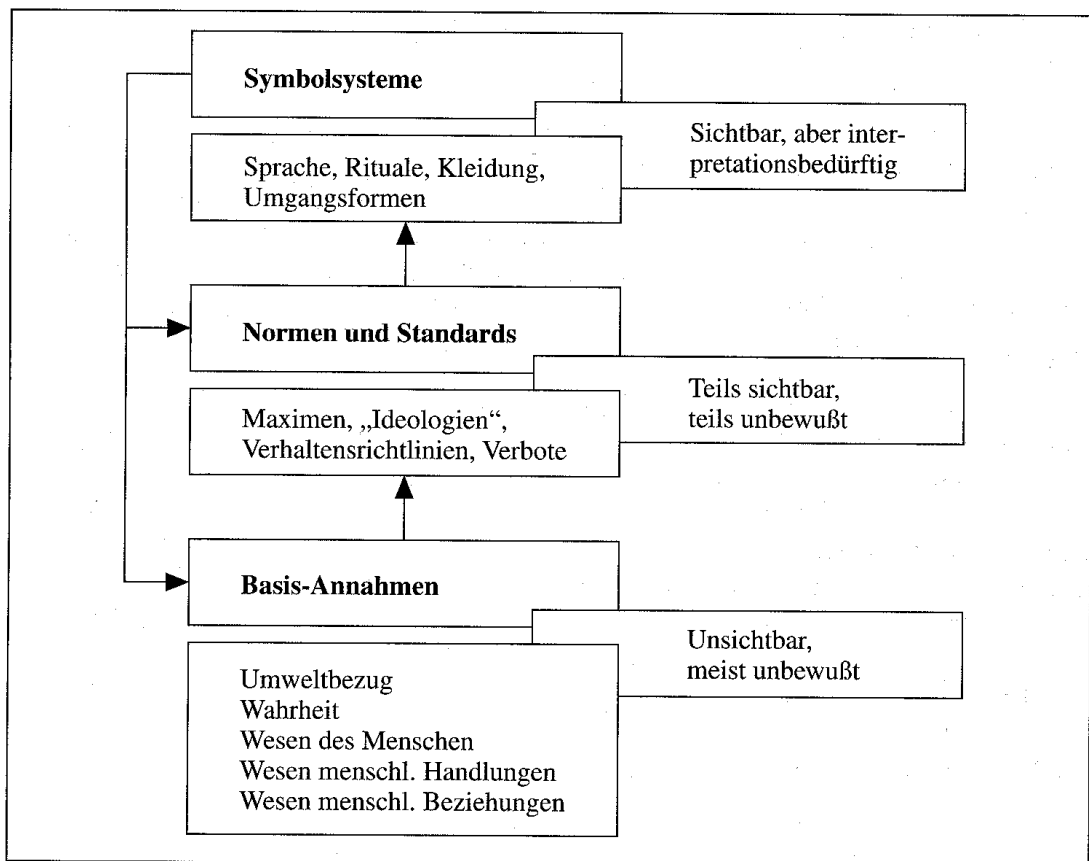 Symbolsysteme
Sichtbar, aber inter-
pretationsbedürftig
Sprache, Rituale, Kleidung,
Umgangsformen
Normen und Standards
Teils sichtbar,
teils unbewußt
Maximen, „Ideologien“,
Verhaltensrichtlinien, Verbote
Basis-Annahmen
Unsichtbar,
meist unbewußt
Umweltbezug
Wahrheit
Wesen des Menschen
Wesen menschl. Handlungen
Wesen menschl. Beziehungen